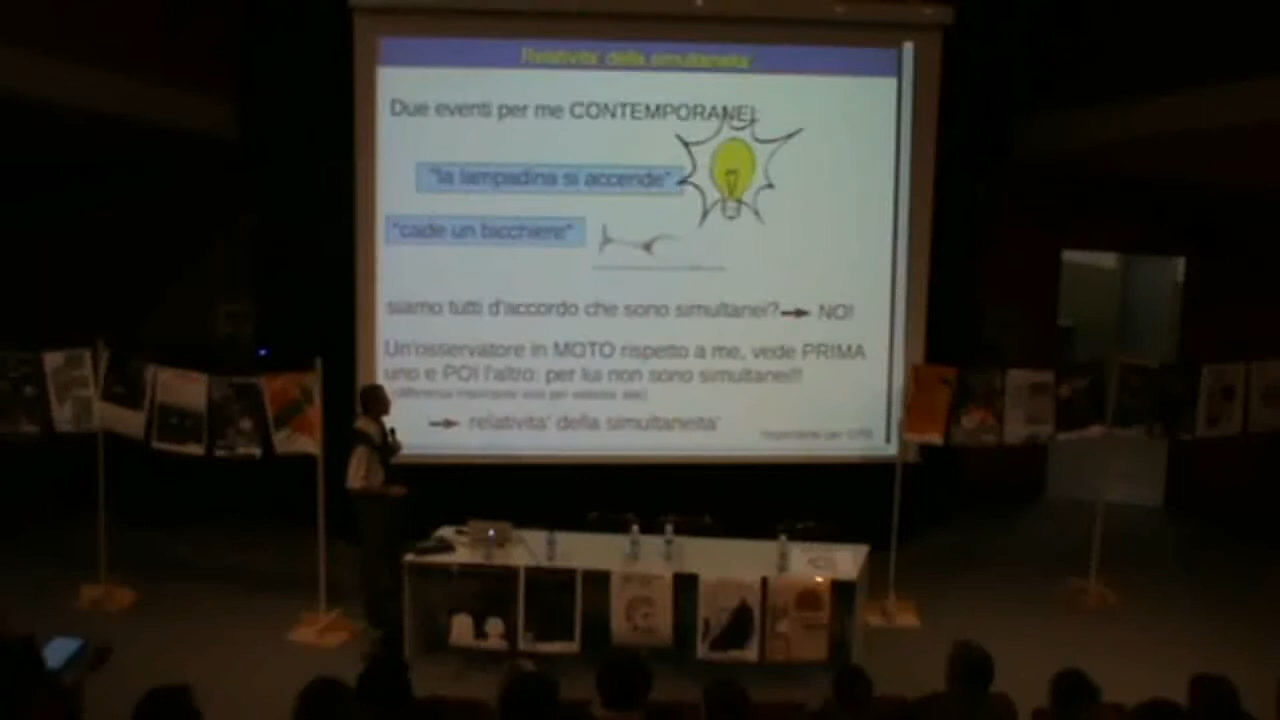 Relativita' della simultaneita'
Due eventi per me CONTEMPORANEI:
"la lampadina si accende"
"cade un bicchiere"
siamo tutti d'accordo che sono simultanei? NO!
Un'osservatore in MOTO rispetto a me, vede PRIMA
uno e POI l'altro: per lui non sono simultanei!!
relativita' della simultaneita'